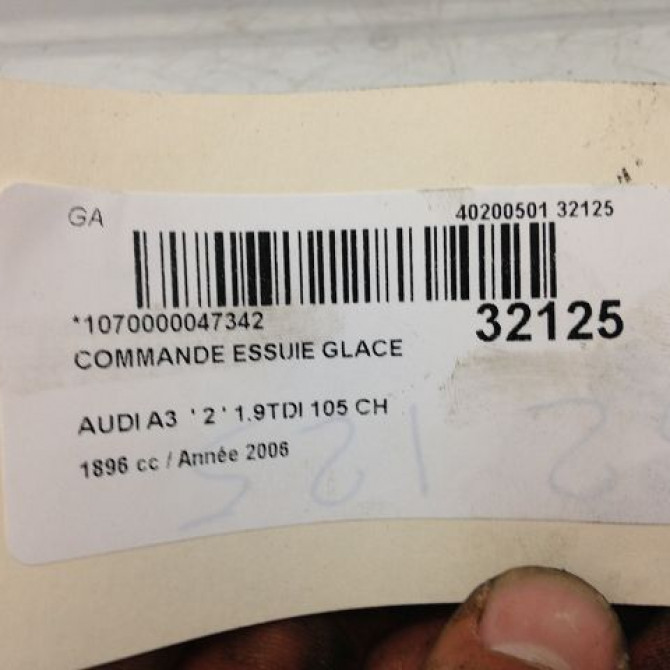 GA
40200501 32125
*1070000047342
32125
COMMANDE ESSUIE GLACE
AUDI A3 '2' 1.9TDI 105 CH
1896 cc / Année 2006